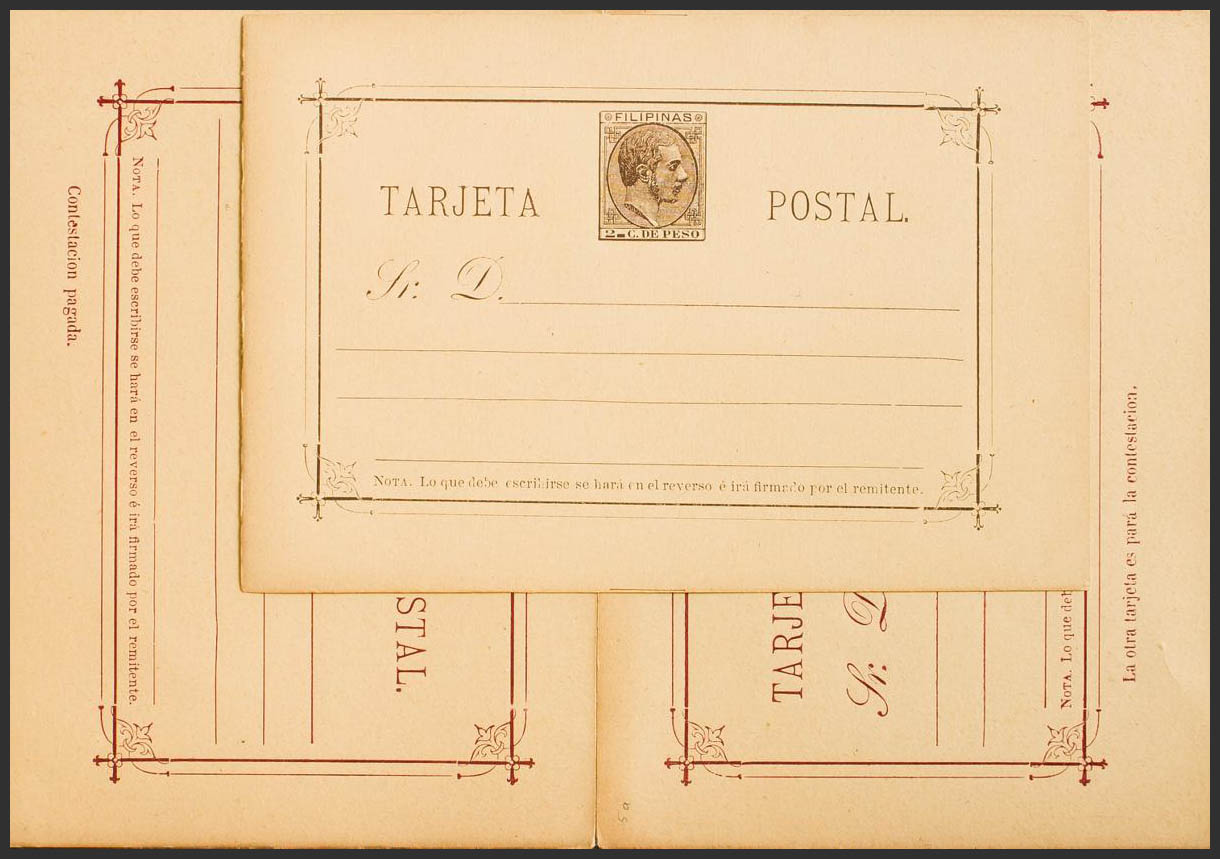 FILIPINAS
TARJETA POSTAL.
2 C. DE PESO
Sr. D.
NOTA. Lo que debe escribirse se hará en el reverso é irá firmado por el remitente.
Contestacion pagada.
NOTA. Lo que debe escribirse se hará en el reverso é irá firmado por el remitente.
STAL.
TARJE
Sr. D
NOTA. Lo que deb
La otra tarjeta es pará la contestacion.
5a